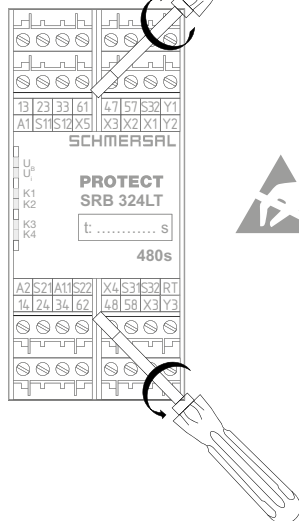 13 23 33 61 47 57 S32 Y1
A1 S11 S12 X5 X3 X2 X1 Y2
SCHMERSAL
UB
Ui
K1
K2
K3
K4
PROTECT
SRB 324LT
t: ............ s
480s
A2 S21 A11 S22 X4 S31 S32 RT
14 24 34 62 48 58 X3 Y3